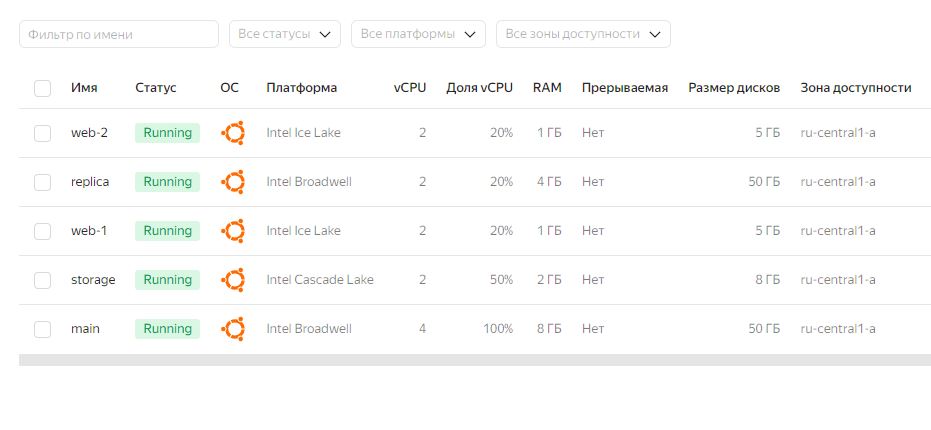 Фильтр по имени Все статусы Все платформы Все зоны доступности
Имя Статус ОС Платформа vCPU Доля vCPU RAM Прерываемая Размер дисков Зона доступности
web-2 Running Intel Ice Lake 2 20% 1 ГБ Нет 5 ГБ ru-central1-a
replica Running Intel Broadwell 2 20% 4 ГБ Нет 50 ГБ ru-central1-a
web-1 Running Intel Ice Lake 2 20% 1 ГБ Нет 5 ГБ ru-central1-a
storage Running Intel Cascade Lake 2 50% 2 ГБ Нет 8 ГБ ru-central1-a
main Running Intel Broadwell 4 100% 8 ГБ Нет 50 ГБ ru-central1-a